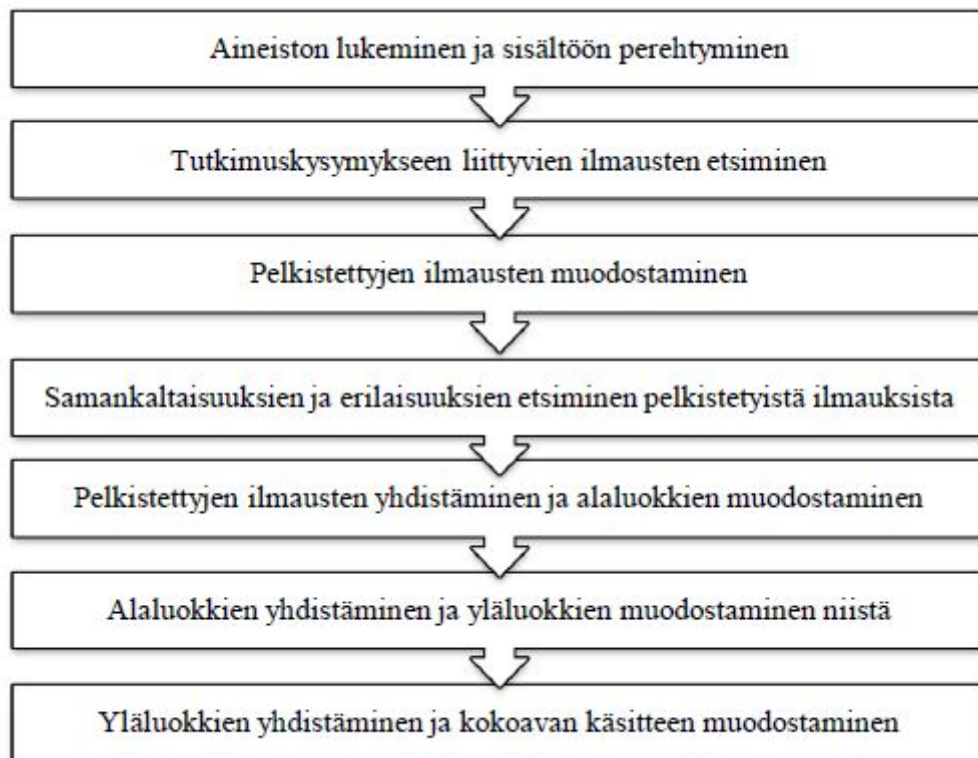 Aineiston lukeminen ja sisältöön perehtyminen
Tutkimuskysymykseen liittyvien ilmausten etsiminen
Pelkistettyjen ilmausten muodostaminen
Samankaltaisuuksien ja erilaisuuksien etsiminen pelkistetyistä ilmauksista
Pelkistettyjen ilmausten yhdistäminen ja alaluokkien muodostaminen
Alaluokkien yhdistäminen ja yläluokkien muodostaminen niistä
Yläluokkien yhdistäminen ja kokoavan käsitteen muodostaminen